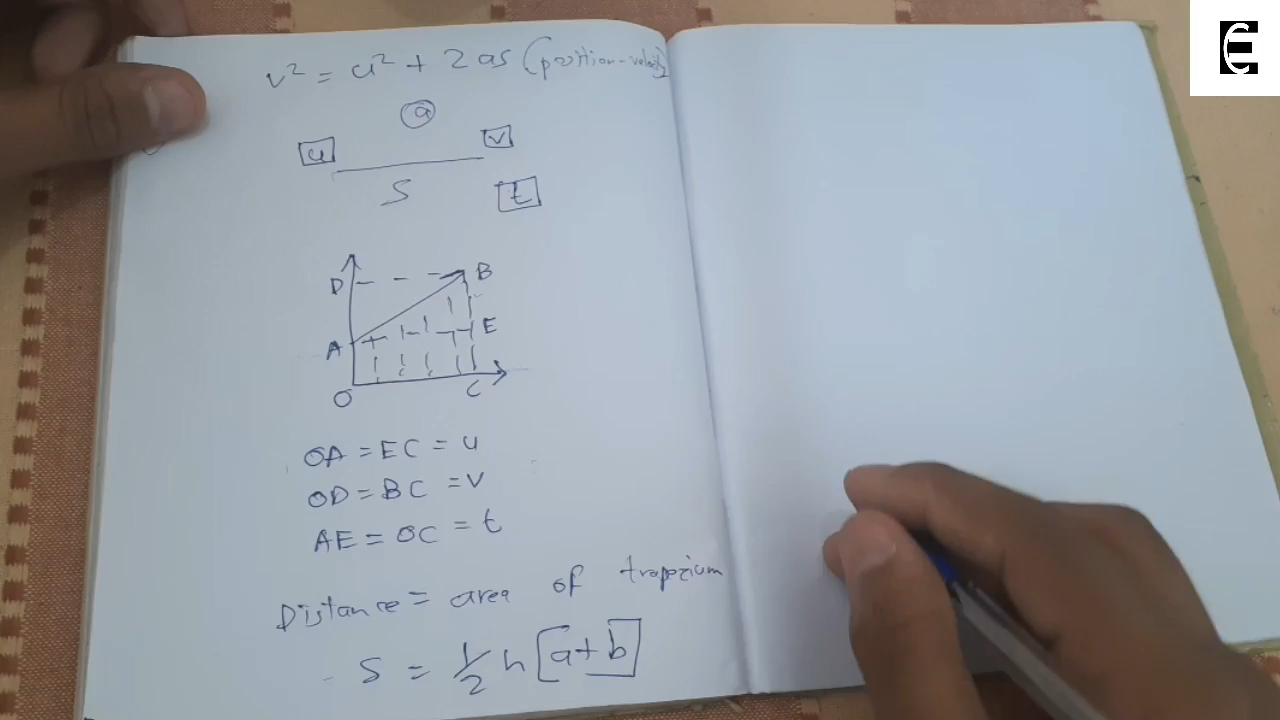 v² = u² + 2as (position-velocity)
a
u
v
S
t
D
B
A
E
O
C
OA = EC = u
OD = BC = v
AE = OC = t
Distance = area of trapezium
S = 1/2 h [a+b]
E